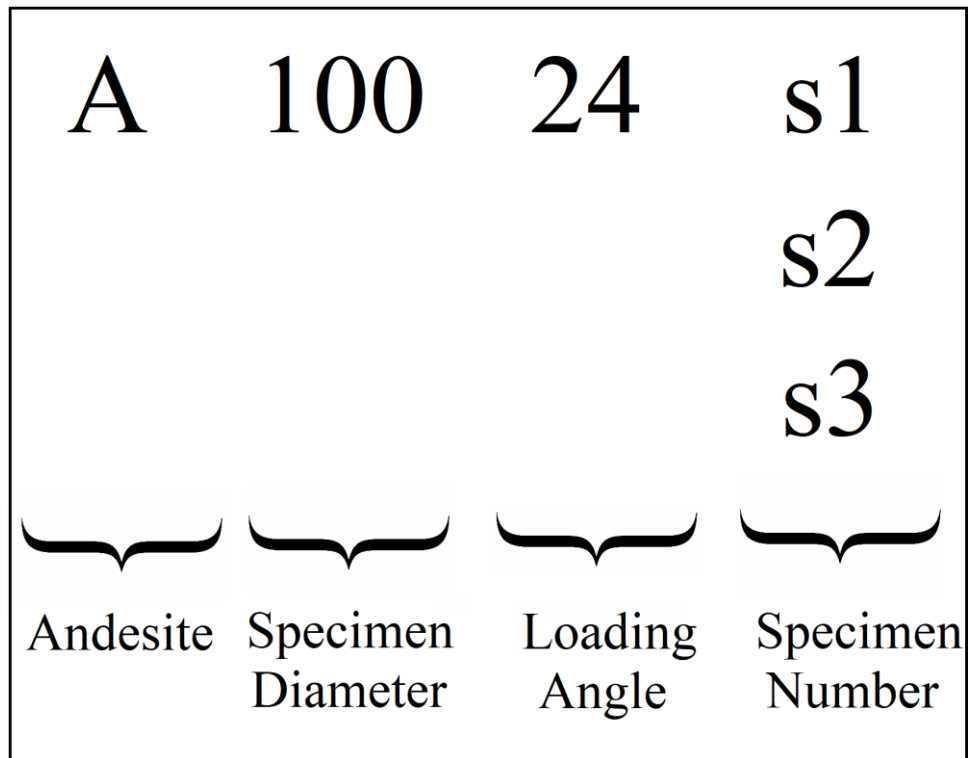 A 100 24 s1
s2
s3
Andesite Specimen Diameter Loading Angle Specimen Number